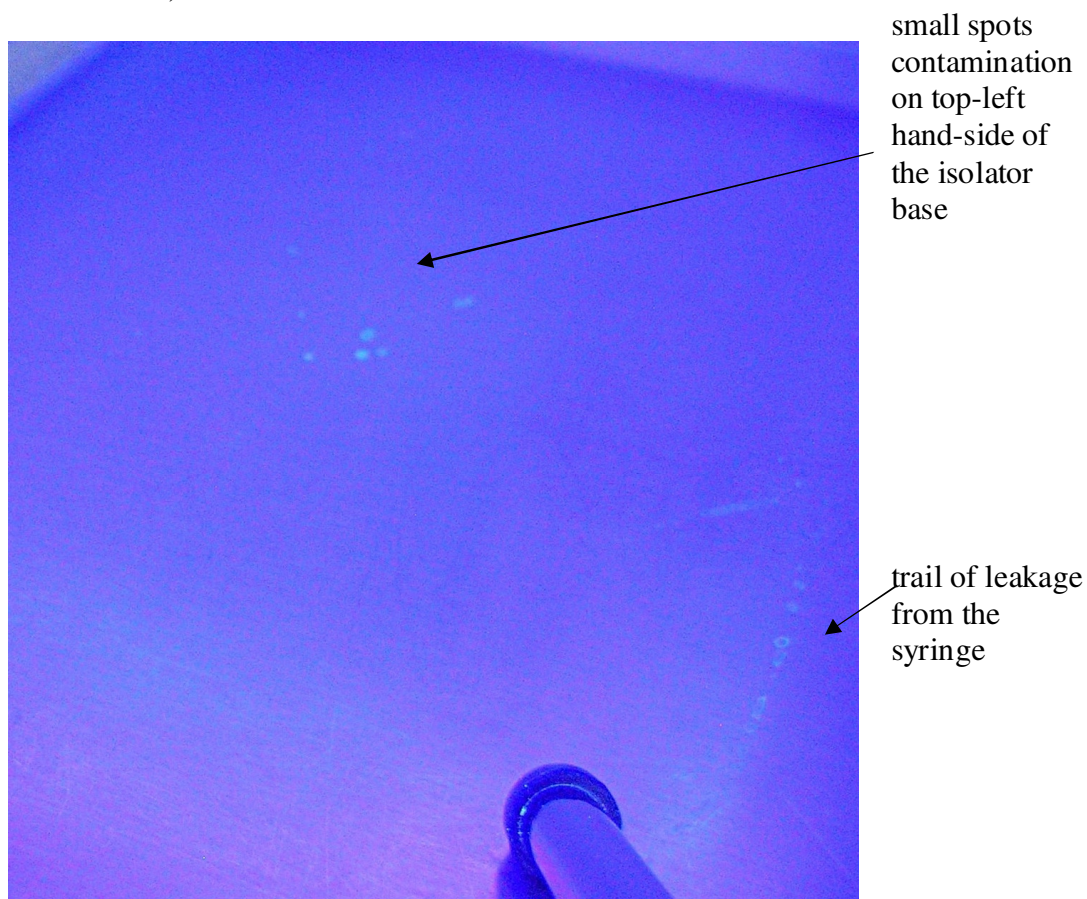 small spots
contamination
on top-left
hand-side of
the isolator
base
trail of leakage
from the
syringe